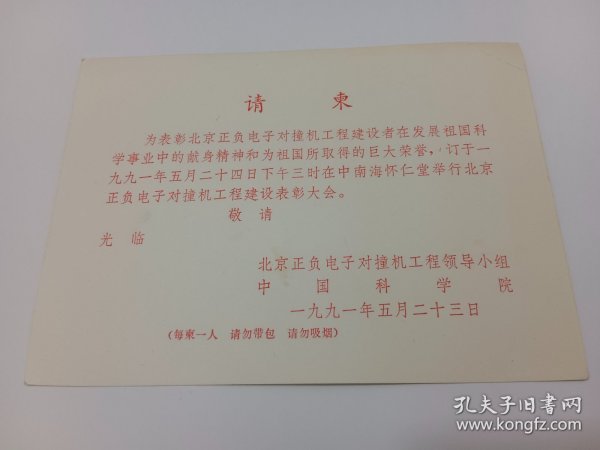 请　　柬
为表彰北京正负电子对撞机工程建设者在发展祖国科
学事业中的献身精神和为祖国所取得的巨大荣誉，订于一
九九一年五月二十四日下午三时在中南海怀仁堂举行北京
正负电子对撞机工程建设表彰大会。
敬　请
光　临
北京正负电子对撞机工程领导小组
中国科学院
一九九一年五月二十三日
（每柬一人　请勿带包　请勿吸烟）
孔夫子旧书网
www.kongfz.com